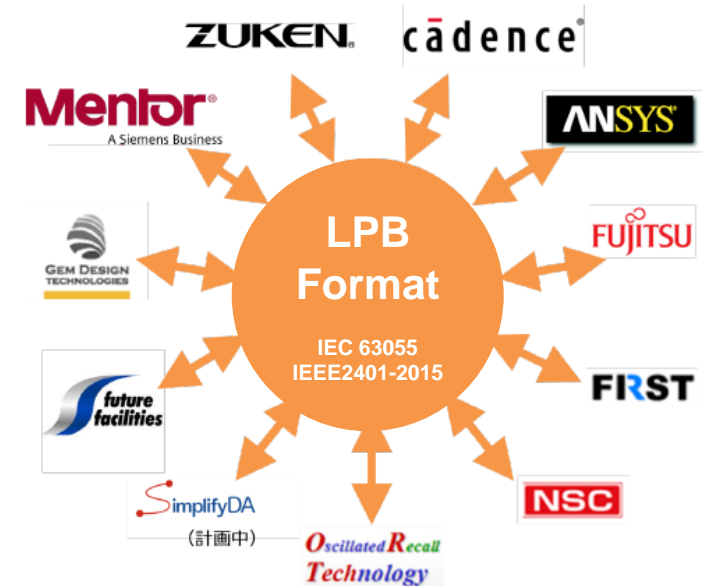 ZUKEN®
cādence®
Mentor®
A Siemens Business
ANSYS®
LPB
Format
IEC 63055
IEEE2401-2015
FUJITSU
GEM DESIGN
TECHNOLOGIES
FIRST
future
facilities
NSC
SimplifyDA
（計画中）
Oscillated Recall
Technology